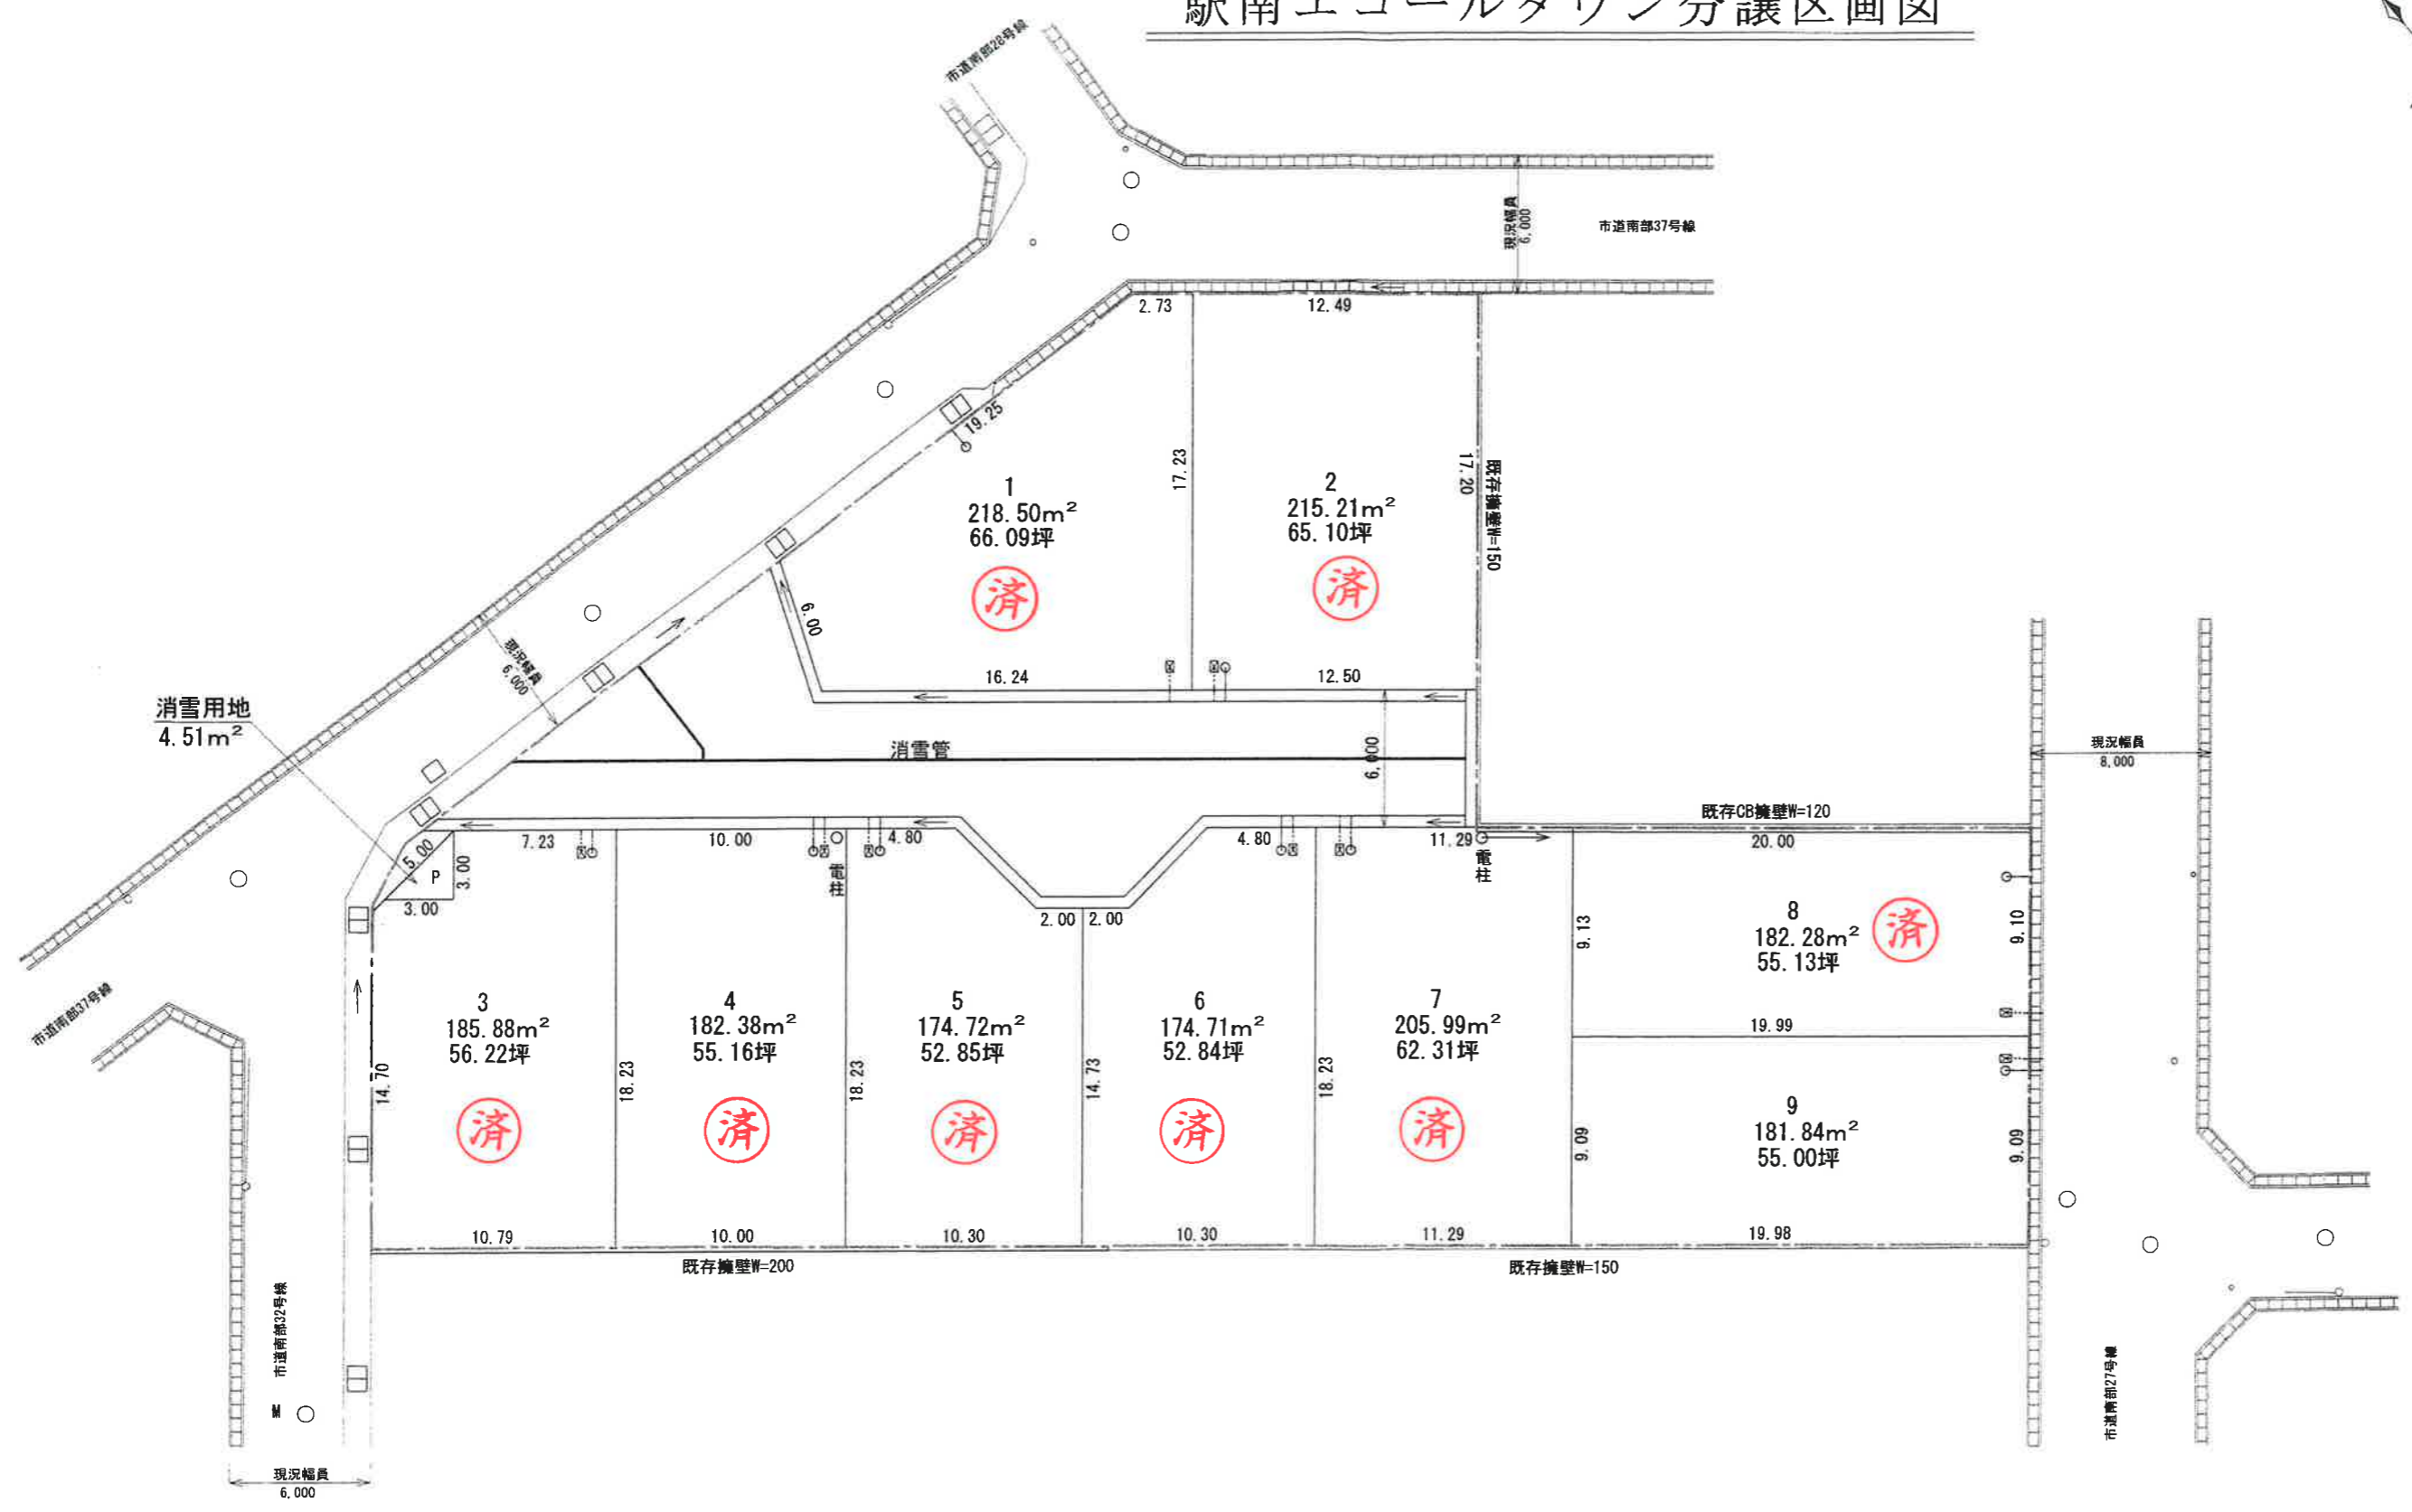 駅南エコールタウン分譲区画図
市道南部28号線
現況幅員
6,000
市道南部37号線
2.73
12.49
19.25
17.23
17.20
既存擁壁W=150
1
218.50m²
66.09坪
済
2
215.21m²
65.10坪
済
6.00
16.24
12.50
現況幅員
6,000
消雪用地
4.51m²
消雪管
6,000
現況幅員
8,000
既存CB擁壁W=120
20.00
7.23
10.00
4.80
4.80
11.29
電柱
電柱
5.00
P
3.00
3.00
2.00
2.00
市道南部37号線
14.70
3
185.88m²
56.22坪
済
18.23
4
182.38m²
55.16坪
済
18.23
5
174.72m²
52.85坪
済
14.73
6
174.71m²
52.84坪
済
18.23
7
205.99m²
62.31坪
済
9.13
8
182.28m²
55.13坪
済
9.10
19.99
9.09
9
181.84m²
55.00坪
9.09
10.79
10.00
10.30
10.30
11.29
19.98
既存擁壁W=200
既存擁壁W=150
市道南部32号線
市道南部27号線
現況幅員
6,000